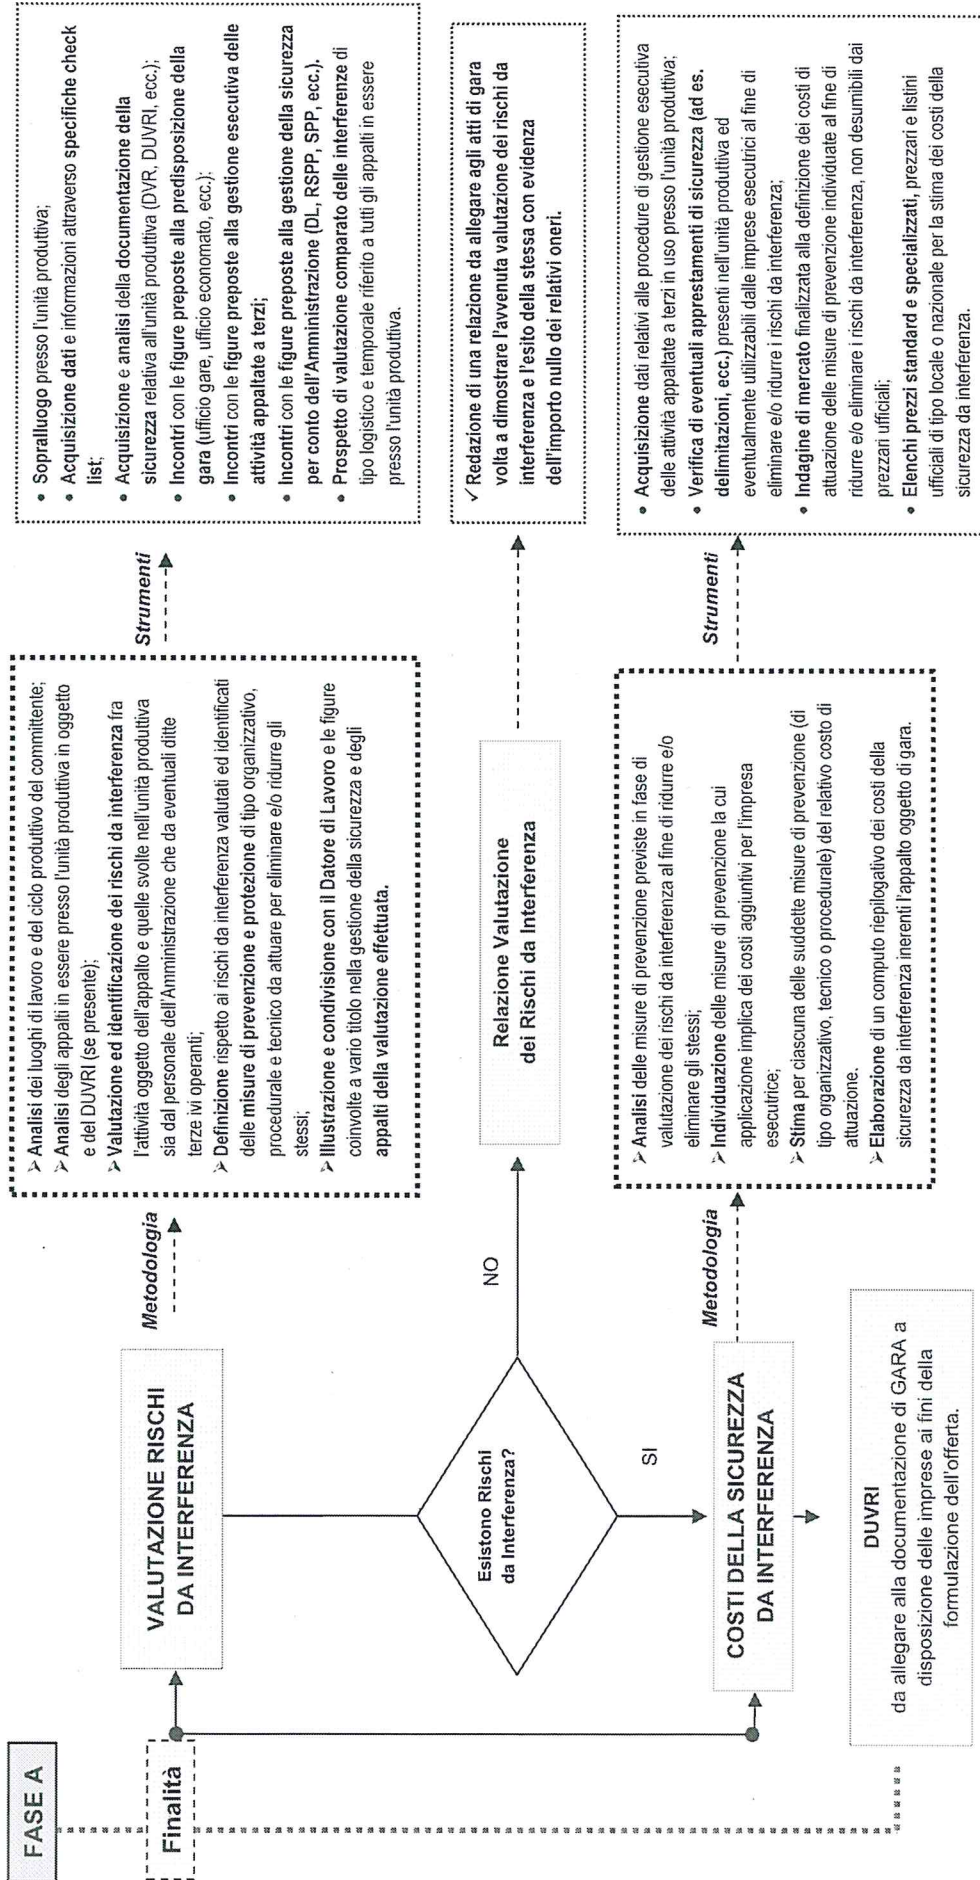 FASE A
Finalità
VALUTAZIONE RISCHI
DA INTERFERENZA
Metodologia
➢ Analisi dei luoghi di lavoro e del ciclo produttivo del committente;
➢ Analisi degli appalti in essere presso l'unità produttiva in oggetto
e del DUVRI (se presente);
➢ Valutazione ed identificazione dei rischi da interferenza fra
l'attività oggetto dell'appalto e quelle svolte nell'unità produttiva
sia dal personale dell'Amministrazione che da eventuali ditte
terze ivi operanti;
➢ Definizione rispetto ai rischi da interferenza valutati ed identificati
delle misure di prevenzione e protezione di tipo organizzativo,
procedurale e tecnico da attuare per eliminare e/o ridurre gli
stessi;
➢ Illustrazione e condivisione con il Datore di Lavoro e le figure
coinvolte a vario titolo nella gestione della sicurezza e degli
appalti della valutazione effettuata.
Strumenti
• Sopralluogo presso l'unità produttiva;
• Acquisizione dati e informazioni attraverso specifiche check
list;
• Acquisizione e analisi della documentazione della
sicurezza relativa all'unità produttiva (DVR, DUVRI, ecc.);
• Incontri con le figure preposte alla predisposizione della
gara (ufficio gare, ufficio economato, ecc.);
• Incontri con le figure preposte alla gestione esecutiva delle
attività appaltate a terzi;
• Incontri con le figure preposte alla gestione della sicurezza
per conto dell'Amministrazione (DL, RSPP, SPP, ecc.).
• Prospetto di valutazione comparato delle interferenze di
tipo logistico e temporale riferito a tutti gli appalti in essere
presso l'unità produttiva.
Esistono Rischi
da Interferenza?
NO
Relazione Valutazione
dei Rischi da Interferenza
✓ Redazione di una relazione da allegare agli atti di gara
volta a dimostrare l'avvenuta valutazione dei rischi da
interferenza e l'esito della stessa con evidenza
dell'importo nullo dei relativi oneri.
SI
COSTI DELLA SICUREZZA
DA INTERFERENZA
Metodologia
➢ Analisi delle misure di prevenzione previste in fase di
valutazione dei rischi da interferenza al fine di ridurre e/o
eliminare gli stessi;
➢ Individuazione delle misure di prevenzione la cui
applicazione implica dei costi aggiuntivi per l'impresa
esecutrice;
➢ Stima per ciascuna delle suddette misure di prevenzione (di
tipo organizzativo, tecnico o procedurale) del relativo costo di
attuazione.
➢ Elaborazione di un computo riepilogativo dei costi della
sicurezza da interferenza inerenti l'appalto oggetto di gara.
Strumenti
• Acquisizione dati relativi alle procedure di gestione esecutiva
delle attività appaltate a terzi in uso presso l'unità produttiva;
• Verifica di eventuali apprestamenti di sicurezza (ad es.
delimitazioni, ecc.) presenti nell'unità produttiva ed
eventualmente utilizzabili dalle imprese esecutrici al fine di
eliminare e/o ridurre i rischi da interferenza;
• Indagine di mercato finalizzata alla definizione dei costi di
attuazione delle misure di prevenzione individuate al fine di
ridurre e/o eliminare i rischi da interferenza, non desumibili dai
prezzari ufficiali;
• Elenchi prezzi standard e specializzati, prezzari e listini
ufficiali di tipo locale o nazionale per la stima dei costi della
sicurezza da interferenza.
DUVRI
da allegare alla documentazione di GARA a
disposizione delle imprese ai fini della
formulazione dell'offerta.